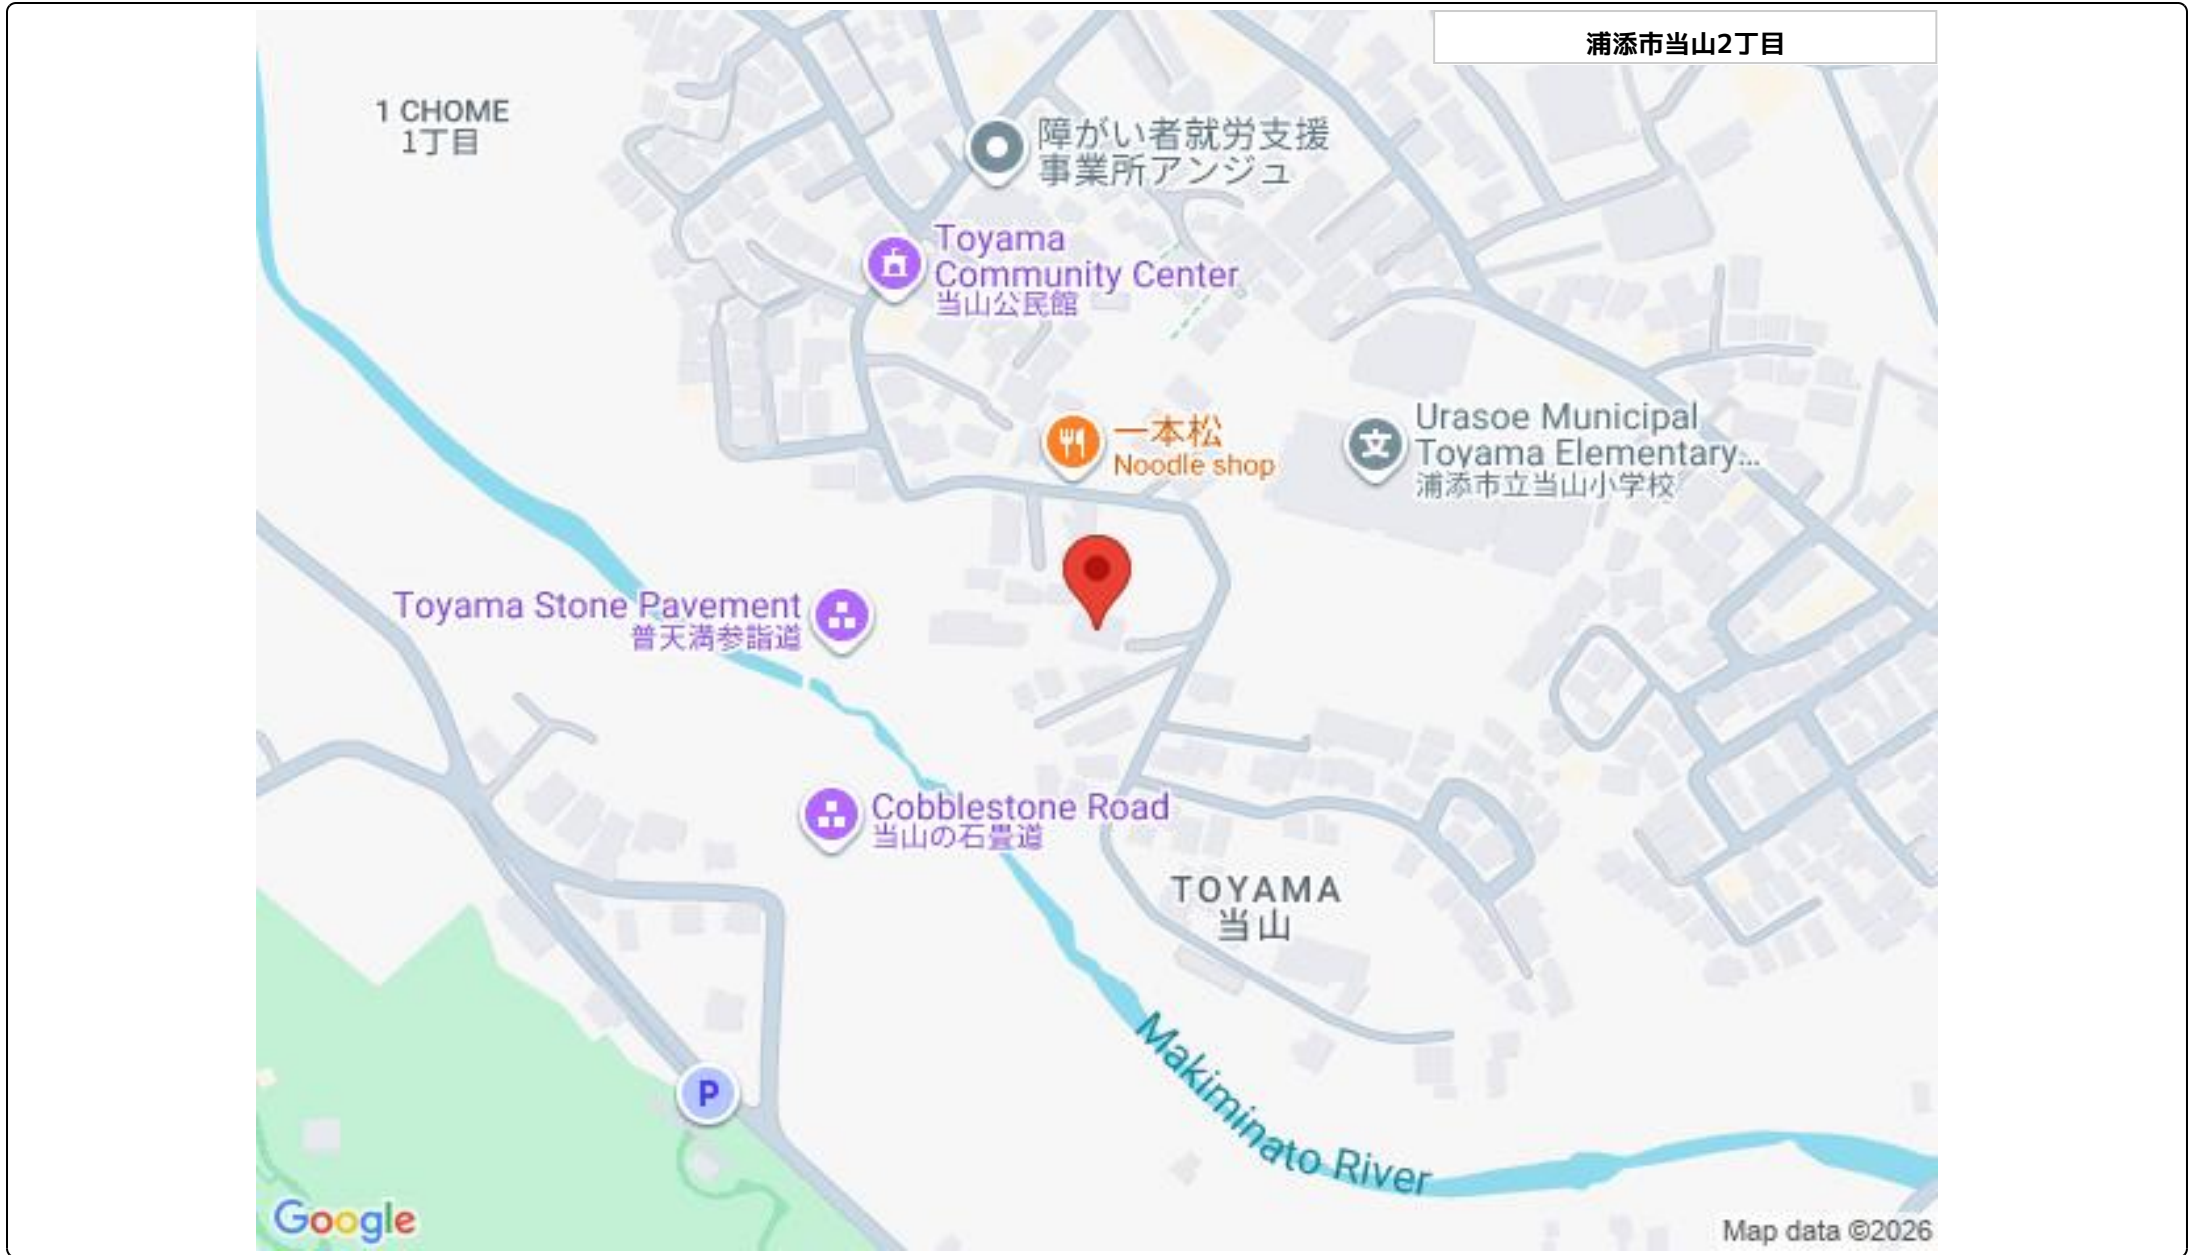 浦添市当山2丁目
1 CHOME
1丁目
障がい者就労支援
事業所アンジュ
Toyama
Community Center
当山公民館
一本松
Noodle shop
Urasoe Municipal
Toyama Elementary...
浦添市立当山小学校
Toyama Stone Pavement
普天満参詣道
Cobblestone Road
当山の石畳道
TOYAMA
当山
P
Makiminato River
Google
Map data ©2026